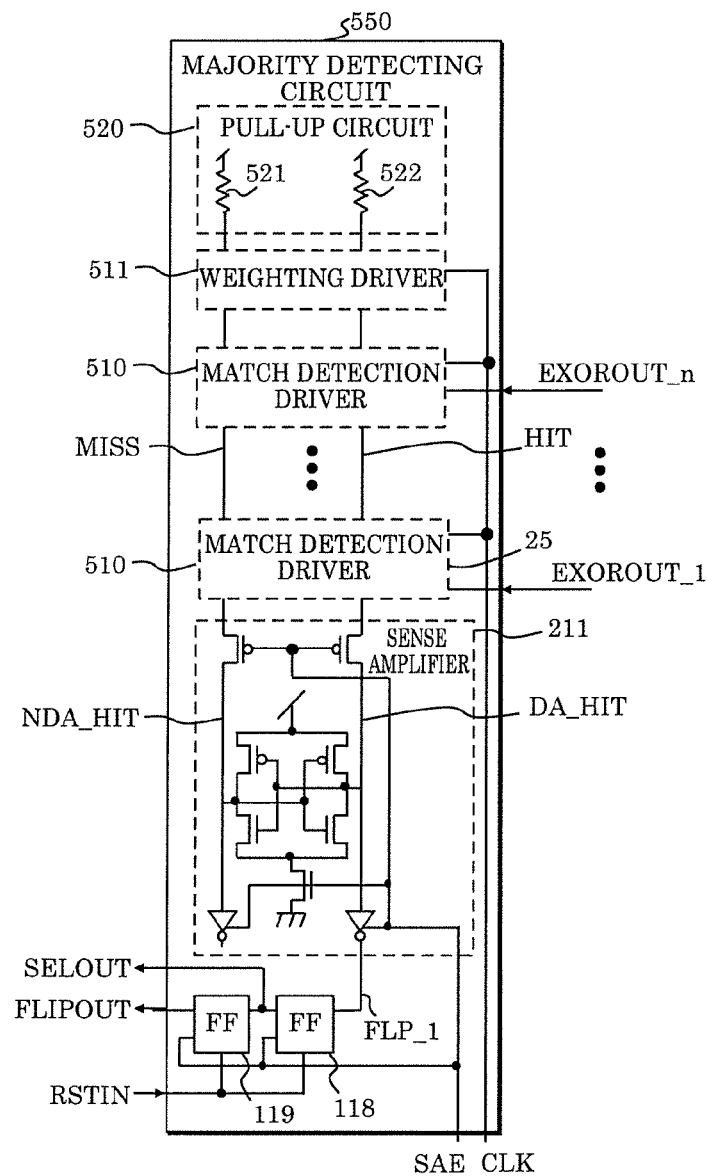 550
MAJORITY DETECTING
CIRCUIT
520
PULL-UP CIRCUIT
521
522
511
WEIGHTING DRIVER
510
MATCH DETECTION
DRIVER
EXOROUT_n
MISS
HIT
510
MATCH DETECTION
DRIVER
25
EXOROUT_1
SENSE
AMPLIFIER
211
NDA_HIT
DA_HIT
SELOUT
FLIPOUT
FF
FF
FLP_1
RSTIN
119
118
SAE
CLK